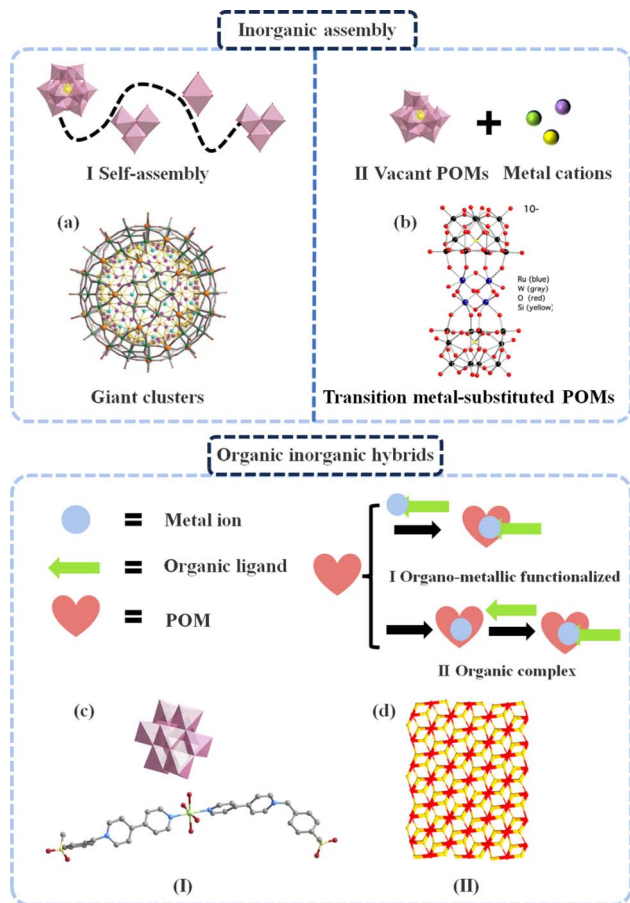 Inorganic assembly
I Self-assembly
II Vacant POMs
Metal cations
(a)
(b)
10-
Ru (blue)
W (gray)
O (red)
Si (yellow)
Giant clusters
Transition metal-substituted POMs
Organic inorganic hybrids
= Metal ion
= Organic ligand
= POM
I Organo-metallic functionalized
II Organic complex
(c)
(d)
(I)
(II)